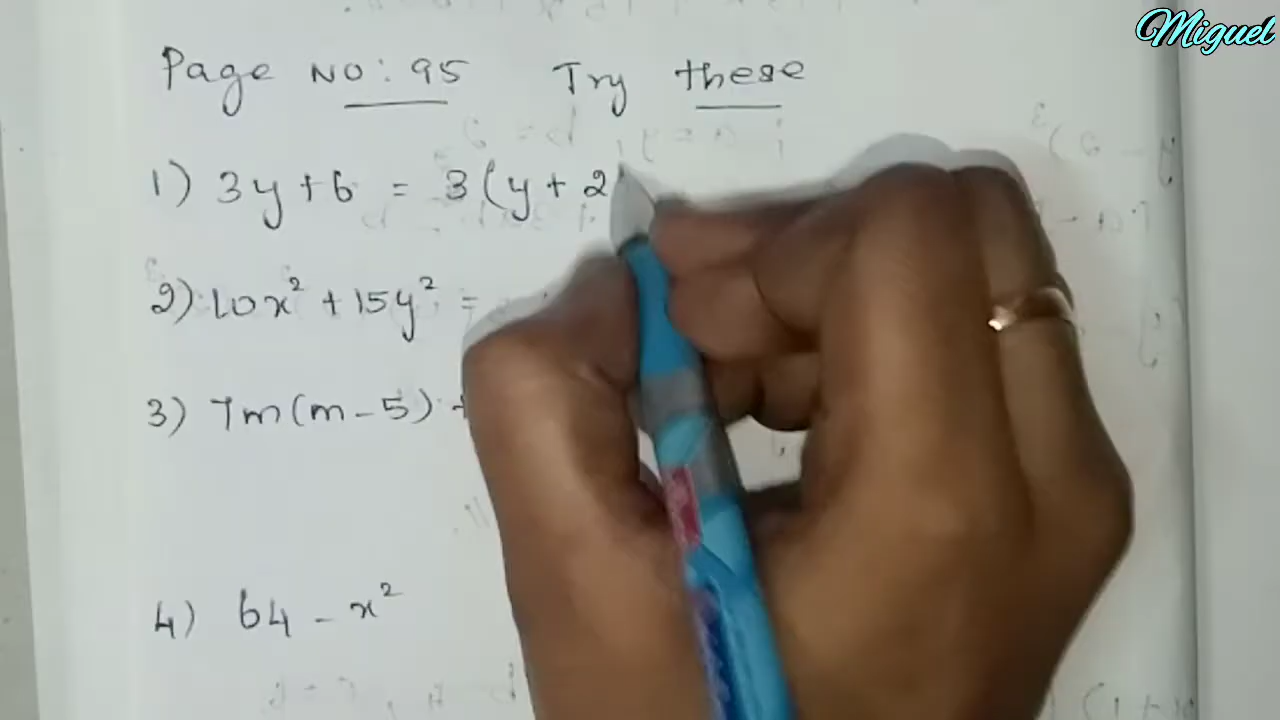 Miguel
Page NO: 95 Try these
1) 3y + 6 = 3(y + 2
2) 10x² + 15y² =
3) 7m(m - 5) +
4) 64 - x²